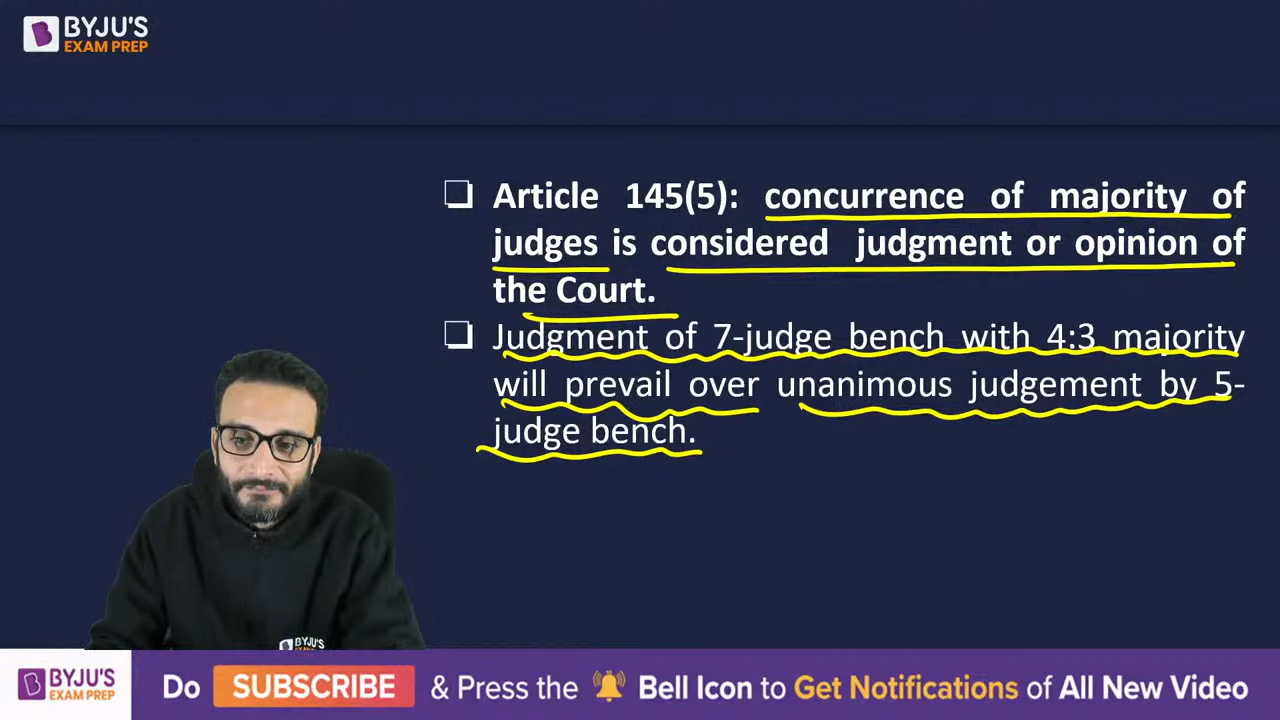 BYJU'S
EXAM PREP
❑ Article 145(5): concurrence of majority of
judges is considered judgment or opinion of
the Court.
❑ Judgment of 7-judge bench with 4:3 majority
will prevail over unanimous judgement by 5-
judge bench.
BYJU'S
EXAM PREP
BYJU'S
EXAM PREP
Do SUBSCRIBE & Press the Bell Icon to Get Notifications of All New Video